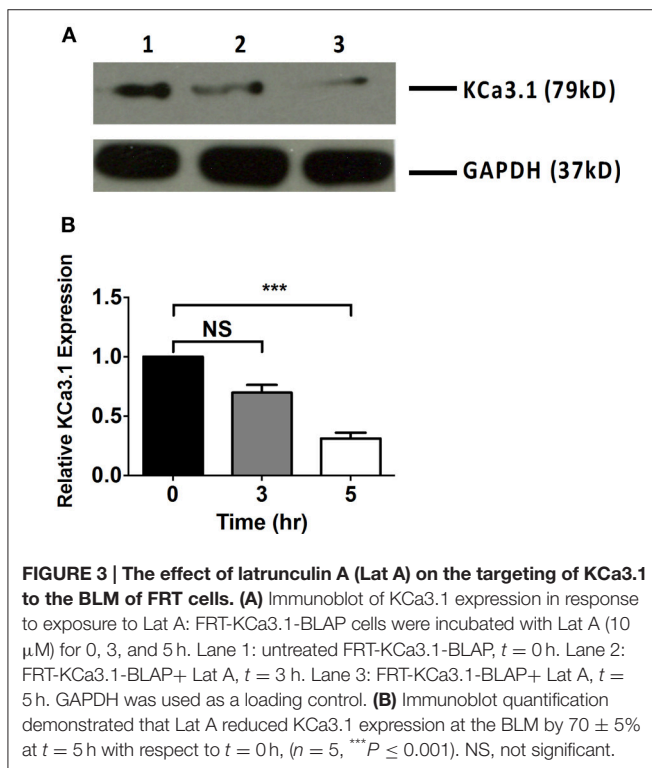 A
1 2 3
KCa3.1 (79kD)
GAPDH (37kD)
B
Relative KCa3.1 Expression
1.5
1.0
0.5
0.0
***
NS
0 3 5
Time (hr)
FIGURE 3 | The effect of latrunculin A (Lat A) on the targeting of KCa3.1
to the BLM of FRT cells. (A) Immunoblot of KCa3.1 expression in response
to exposure to Lat A: FRT-KCa3.1-BLAP cells were incubated with Lat A (10
μM) for 0, 3, and 5 h. Lane 1: untreated FRT-KCa3.1-BLAP, t = 0 h. Lane 2:
FRT-KCa3.1-BLAP+ Lat A, t = 3 h. Lane 3: FRT-KCa3.1-BLAP+ Lat A, t =
5 h. GAPDH was used as a loading control. (B) Immunoblot quantification
demonstrated that Lat A reduced KCa3.1 expression at the BLM by 70 ± 5%
at t = 5 h with respect to t = 0 h, (n = 5, ***P ≤ 0.001). NS, not significant.